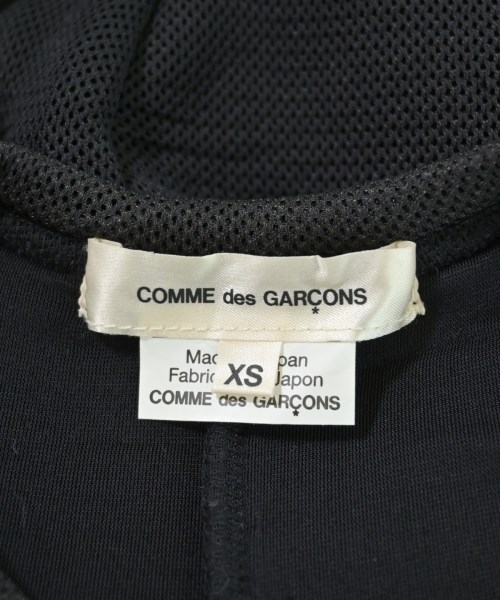 COMME des GARÇONS
*
Mac pan
Fabric Japon
XS
COMME des GARÇONS
*